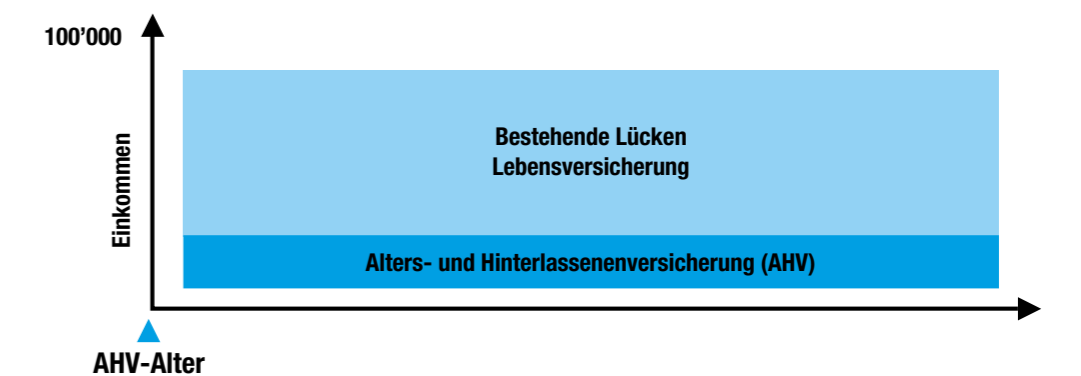 100’000
Einkommen
Bestehende Lücken
Lebensversicherung
Alters- und Hinterlassenenversicherung (AHV)
AHV-Alter